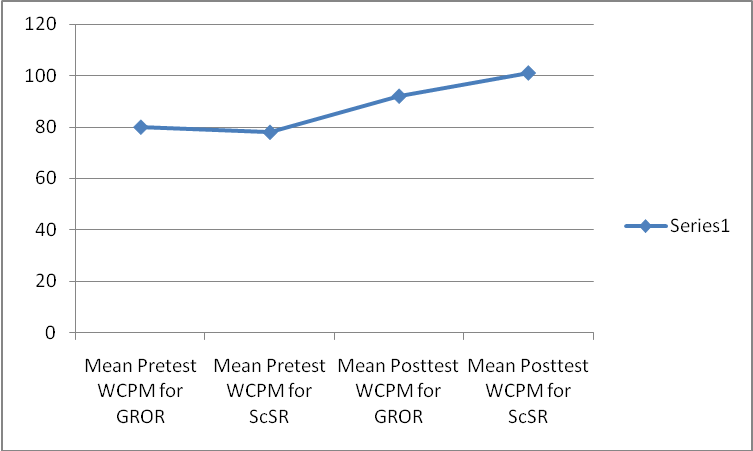 120
100
80
60
40
20
0
Mean Pretest WCPM for GROR
Mean Pretest WCPM for ScSR
Mean Posttest WCPM for GROR
Mean Posttest WCPM for ScSR
Series1